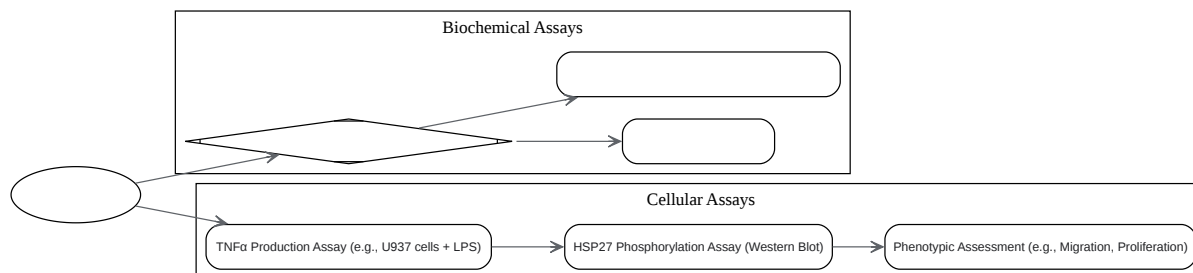 Biochemical Assays
Cellular Assays
TNFα Production Assay (e.g., U937 cells + LPS)
HSP27 Phosphorylation Assay (Western Blot)
Phenotypic Assessment (e.g., Migration, Proliferation)